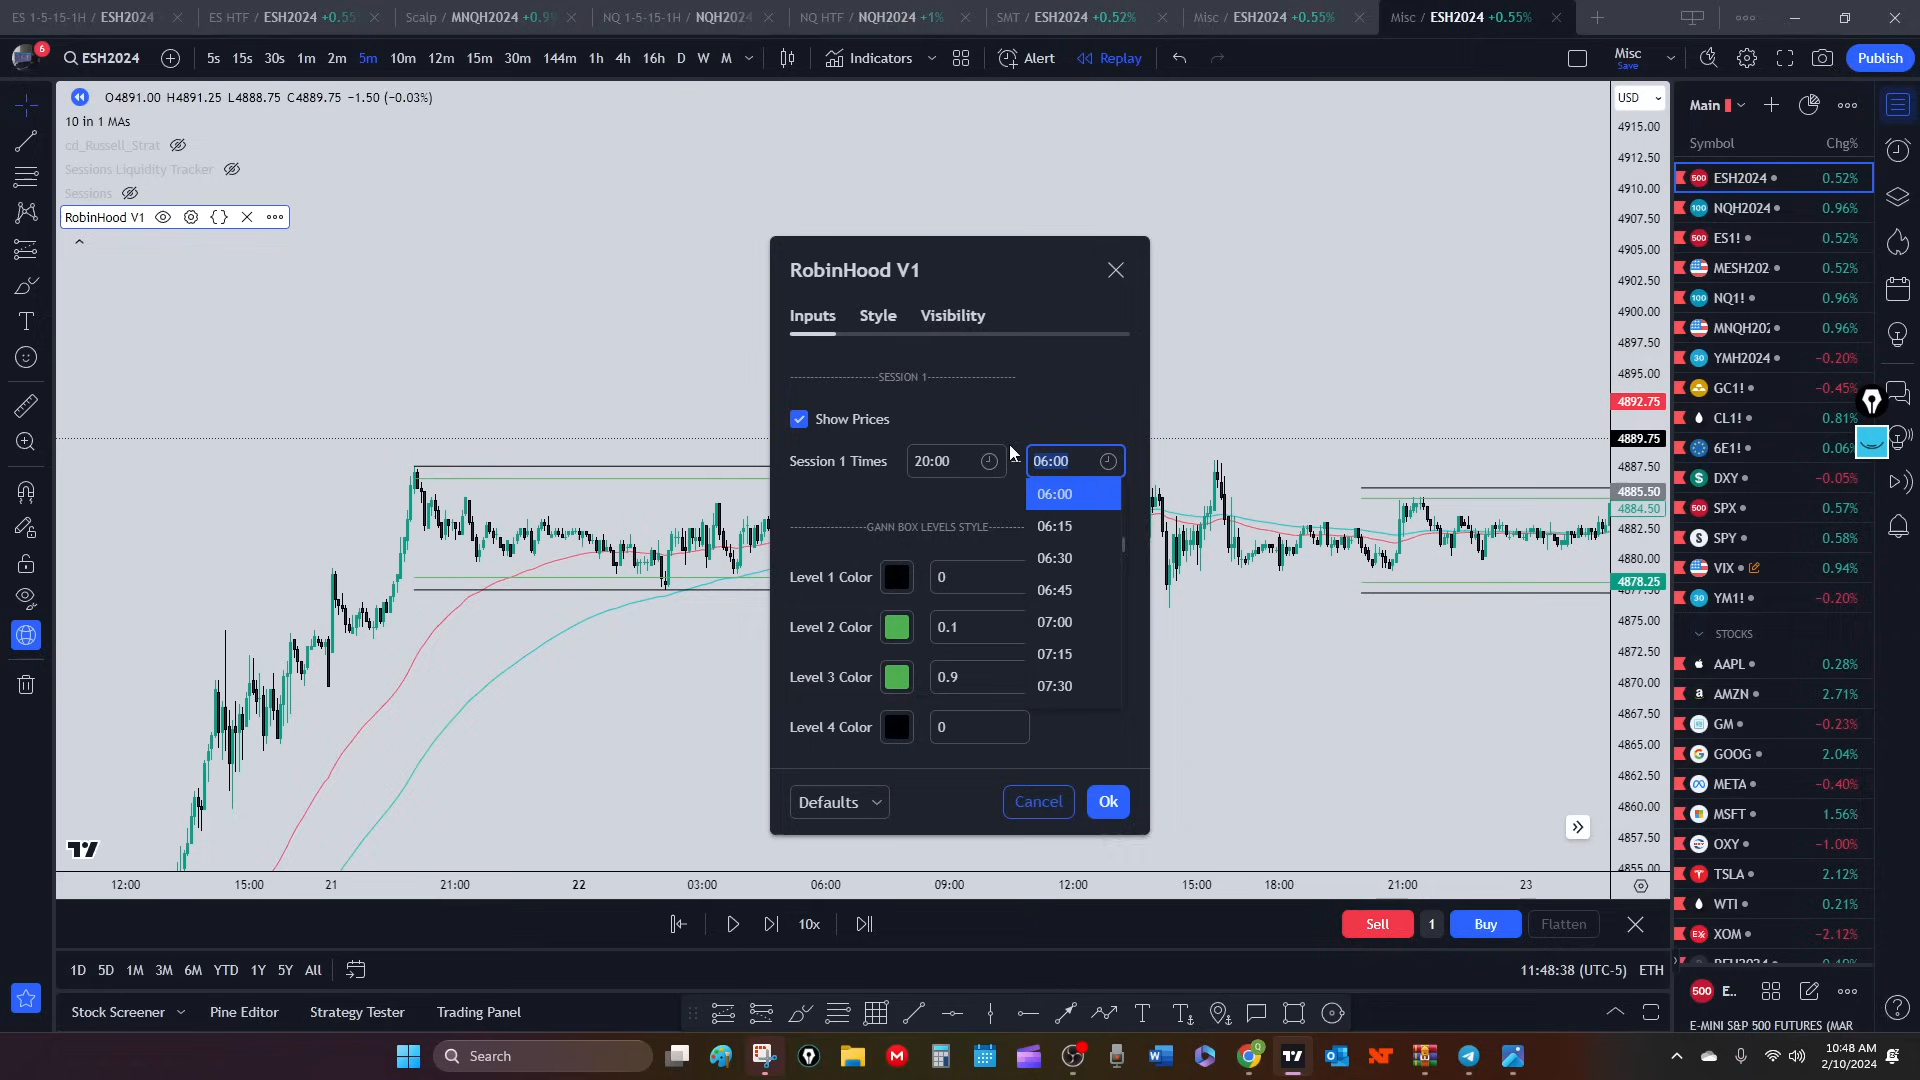 ES 1-5-15-1H / ESH2024
ES HTF / ESH2024 +0.55
Scalp / MNQH2024 +0.9%
NQ 1-5-15-1H / NQH2024
NQ HTF / NQH2024 +1%
SMT / ESH2024 +0.52%
Misc / ESH2024 +0.55%
Misc / ESH2024 +0.55%
6
ESH2024
5s 15s 30s 1m 2m 5m 10m 12m 15m 30m 144m 1h 4h 16h D W M
Indicators
Alert
Replay
Misc
Save
Publish
O4891.00 H4891.25 L4888.75 C4889.75 −1.50 (−0.03%)
10 in 1 MAs
cd_Russell_Strat
Sessions Liquidity Tracker
Sessions
RobinHood V1
RobinHood V1
Inputs Style Visibility
----------------------SESSION 1----------------------
Show Prices
Session 1 Times 20:00 – 06:00
06:00
06:15
06:30
06:45
07:00
07:15
07:30
-------------------GANN BOX LEVELS STYLE---------
Level 1 Color 0
Level 2 Color 0.1
Level 3 Color 0.9
Level 4 Color 0
Defaults
Cancel
Ok
USD
4915.00
4912.50
4910.00
4907.50
4905.00
4902.50
4900.00
4897.50
4895.00
4892.75
4889.75
4887.50
4885.50
4884.50
4882.50
4880.00
4878.25
4875.00
4872.50
4870.00
4867.50
4865.00
4862.50
4860.00
4857.50
4855.00
12:00 15:00 21 21:00 22 03:00 06:00 09:00 12:00 15:00 18:00 21:00 23
10x
Sell 1 Buy Flatten
1D 5D 1M 3M 6M YTD 1Y 5Y All
11:48:38 (UTC-5) ETH
Stock Screener Pine Editor Strategy Tester Trading Panel
Main
Symbol Chg%
500 ESH2024 0.52%
100 NQH2024 0.96%
500 ES1! 0.52%
MESH202 0.52%
100 NQ1! 0.96%
MNQH202 0.96%
30 YMH2024 −0.20%
GC1! −0.45%
CL1! 0.81%
6E1! 0.06%
DXY −0.05%
500 SPX 0.57%
SPY 0.58%
VIX 0.94%
30 YM1! −0.20%
STOCKS
AAPL 0.28%
AMZN 2.71%
GM −0.23%
GOOG 2.04%
META −0.40%
MSFT 1.56%
OXY −1.00%
TSLA 2.12%
WTI 0.21%
XOM −2.12%
500 E..
E-MINI S&P 500 FUTURES (MAR
Search
10:48 AM
2/10/2024